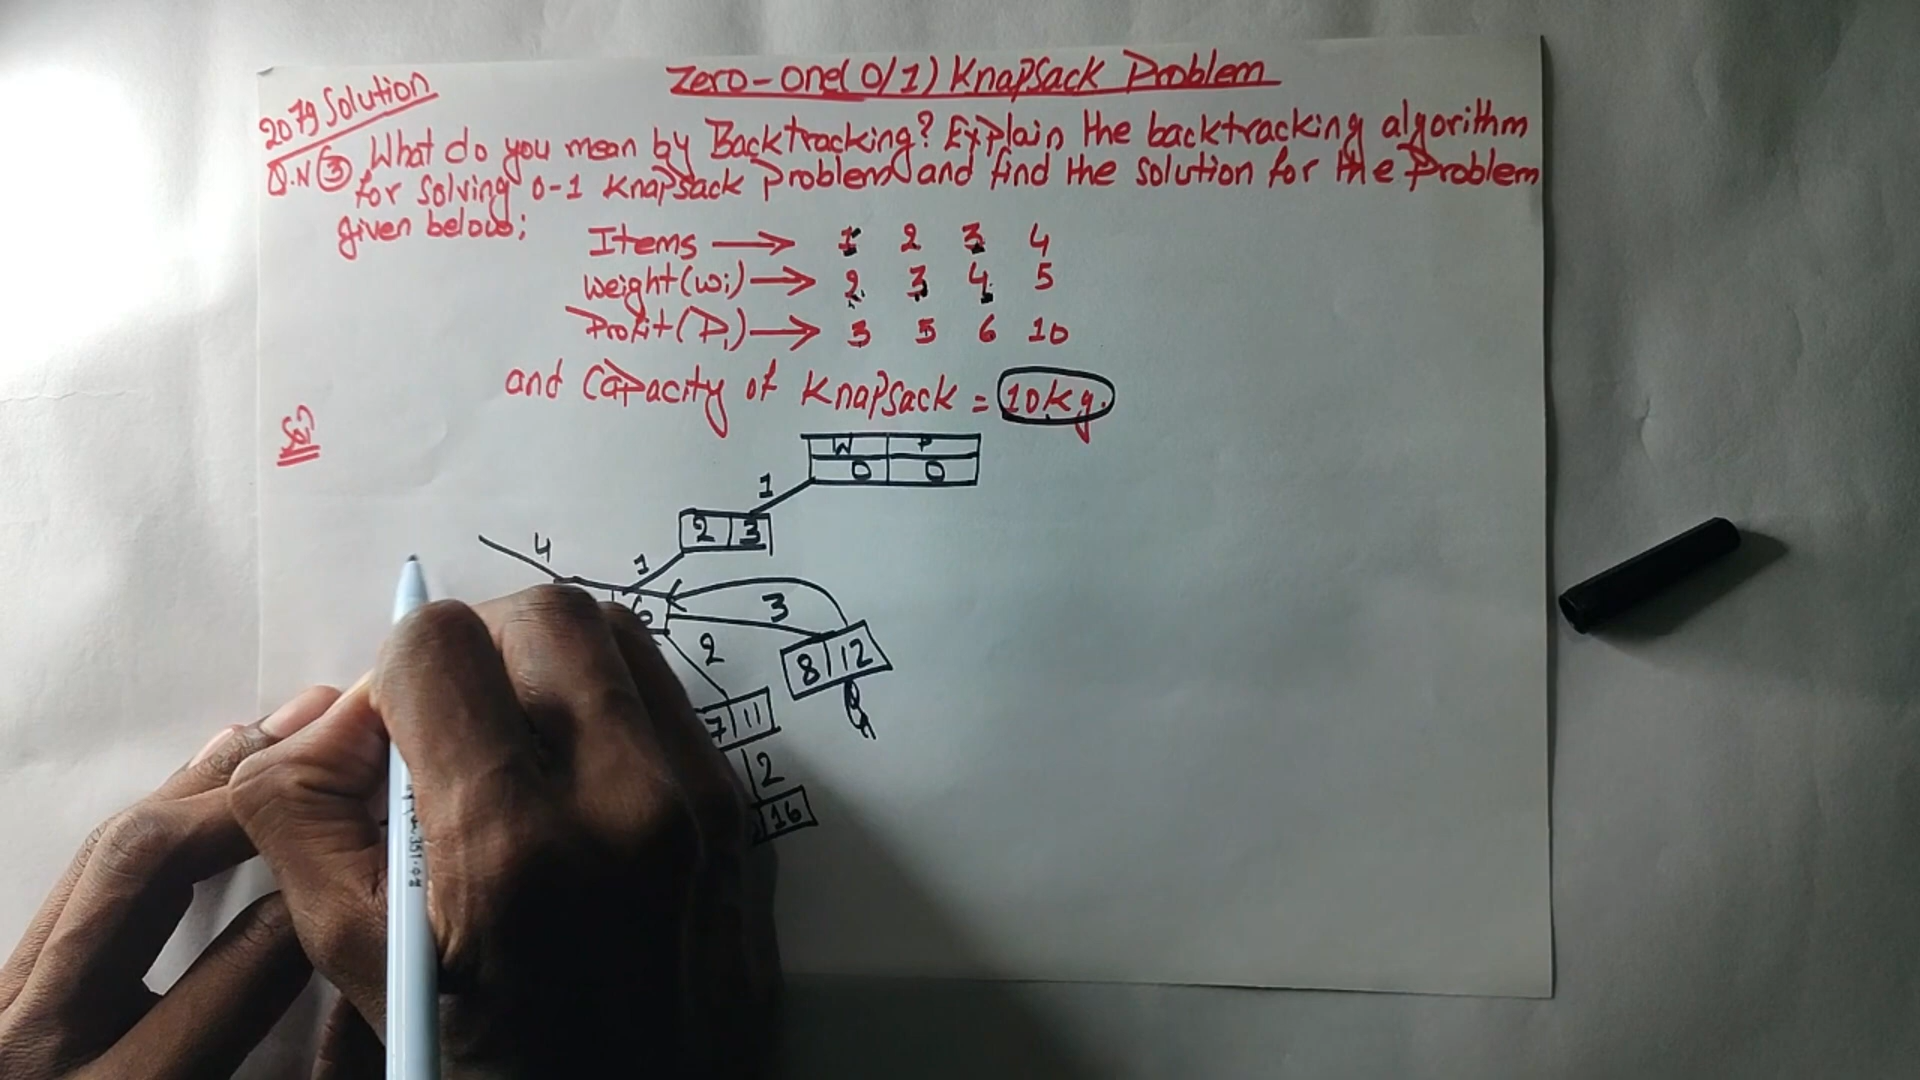 Zero-one(0/1) Knapsack Problem
2079 Solution
Q.N③ What do you mean by Backtracking? Explain the backtracking algorithm
for solving 0-1 Knapsack Problem and find the solution for the Problem
given below;
Items → 1 2 3 4
Weight(wi) → 2 3 4 5
Profit(Pi) → 3 5 6 10
and Capacity of Knapsack = 10kg.
Sol
W P
0 0
1
2 3
4 1
6 3
2
8 12
7 11
2
16